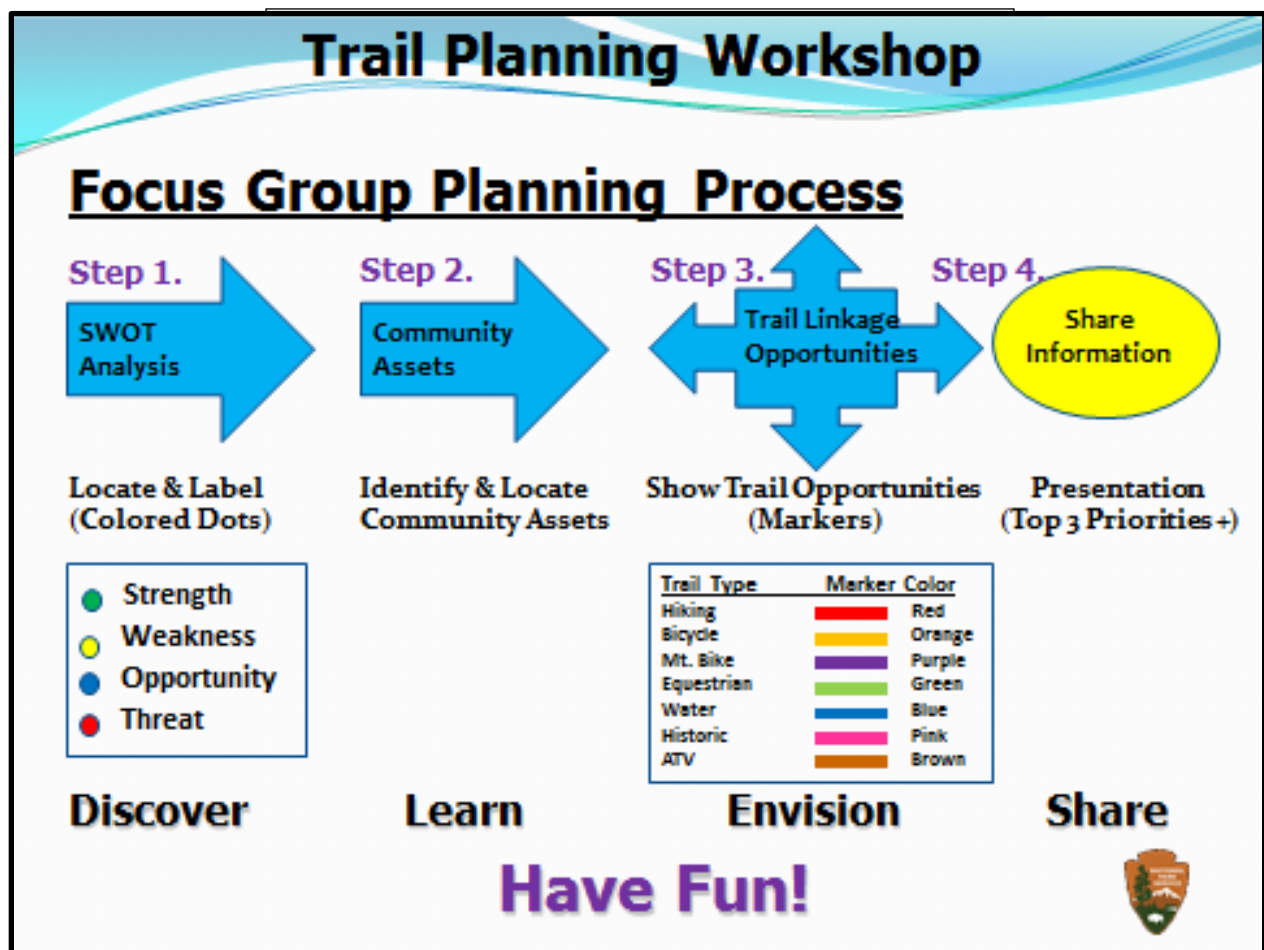 Trail Planning Workshop
Focus Group Planning Process
Step 1.
SWOT
Analysis
Locate & Label
(Colored Dots)
Strength
Weakness
Opportunity
Threat
Discover
Step 2.
Community
Assets
Identify & Locate
Community Assets
Learn
Step 3.
Trail Linkage
Opportunities
Show Trail Opportunities
(Markers)
Trail Type Marker Color
Hiking Red
Bicycle Orange
Mt. Bike Purple
Equestrian Green
Water Blue
Historic Pink
ATV Brown
Envision
Step 4.
Share
Information
Presentation
(Top 3 Priorities+)
Share
Have Fun!
NATIONAL
PARK
SERVICE